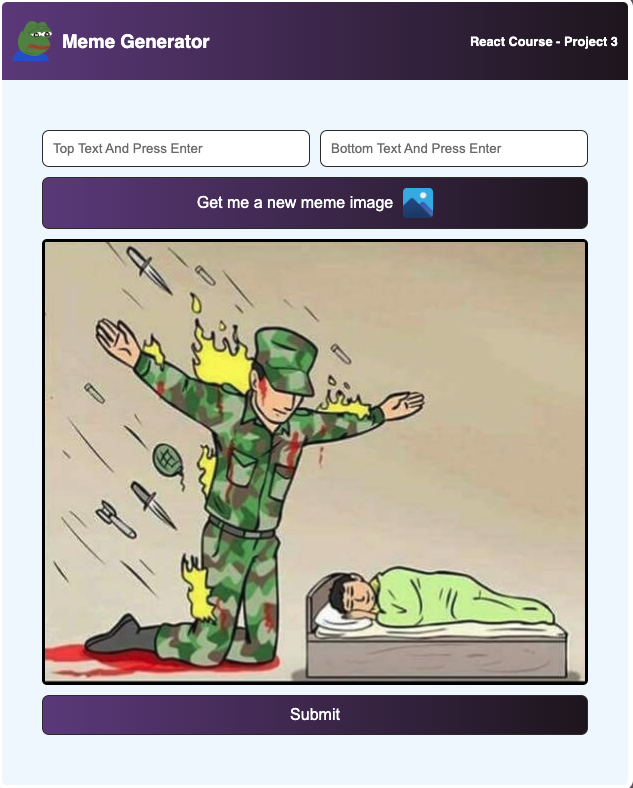 Meme Generator
React Course - Project 3
Top Text And Press Enter
Bottom Text And Press Enter
Get me a new meme image
Submit